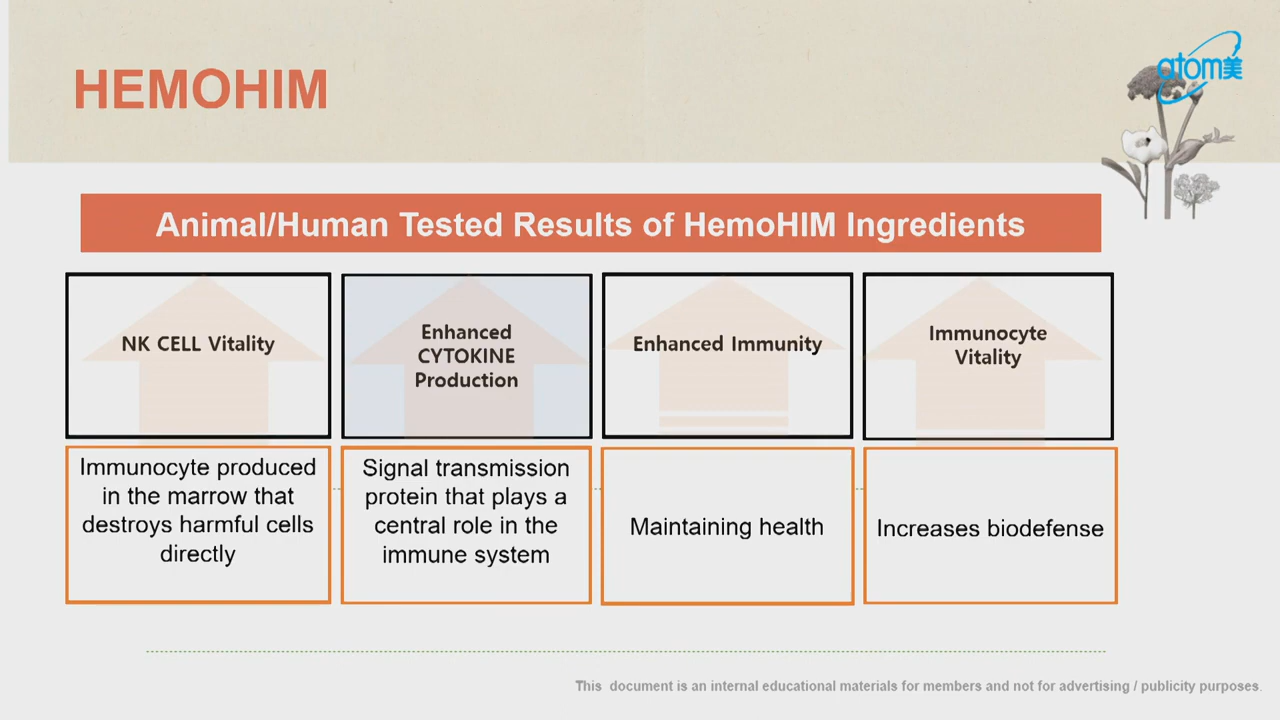 HEMOHIM
atom美
Animal/Human Tested Results of HemoHIM Ingredients
NK CELL Vitality
Enhanced
CYTOKINE
Production
Enhanced Immunity
Immunocyte
Vitality
Immunocyte produced
in the marrow that
destroys harmful cells
directly
Signal transmission
protein that plays a
central role in the
immune system
Maintaining health
Increases biodefense
This document is an internal educational materials for members and not for advertising / publicity purposes.